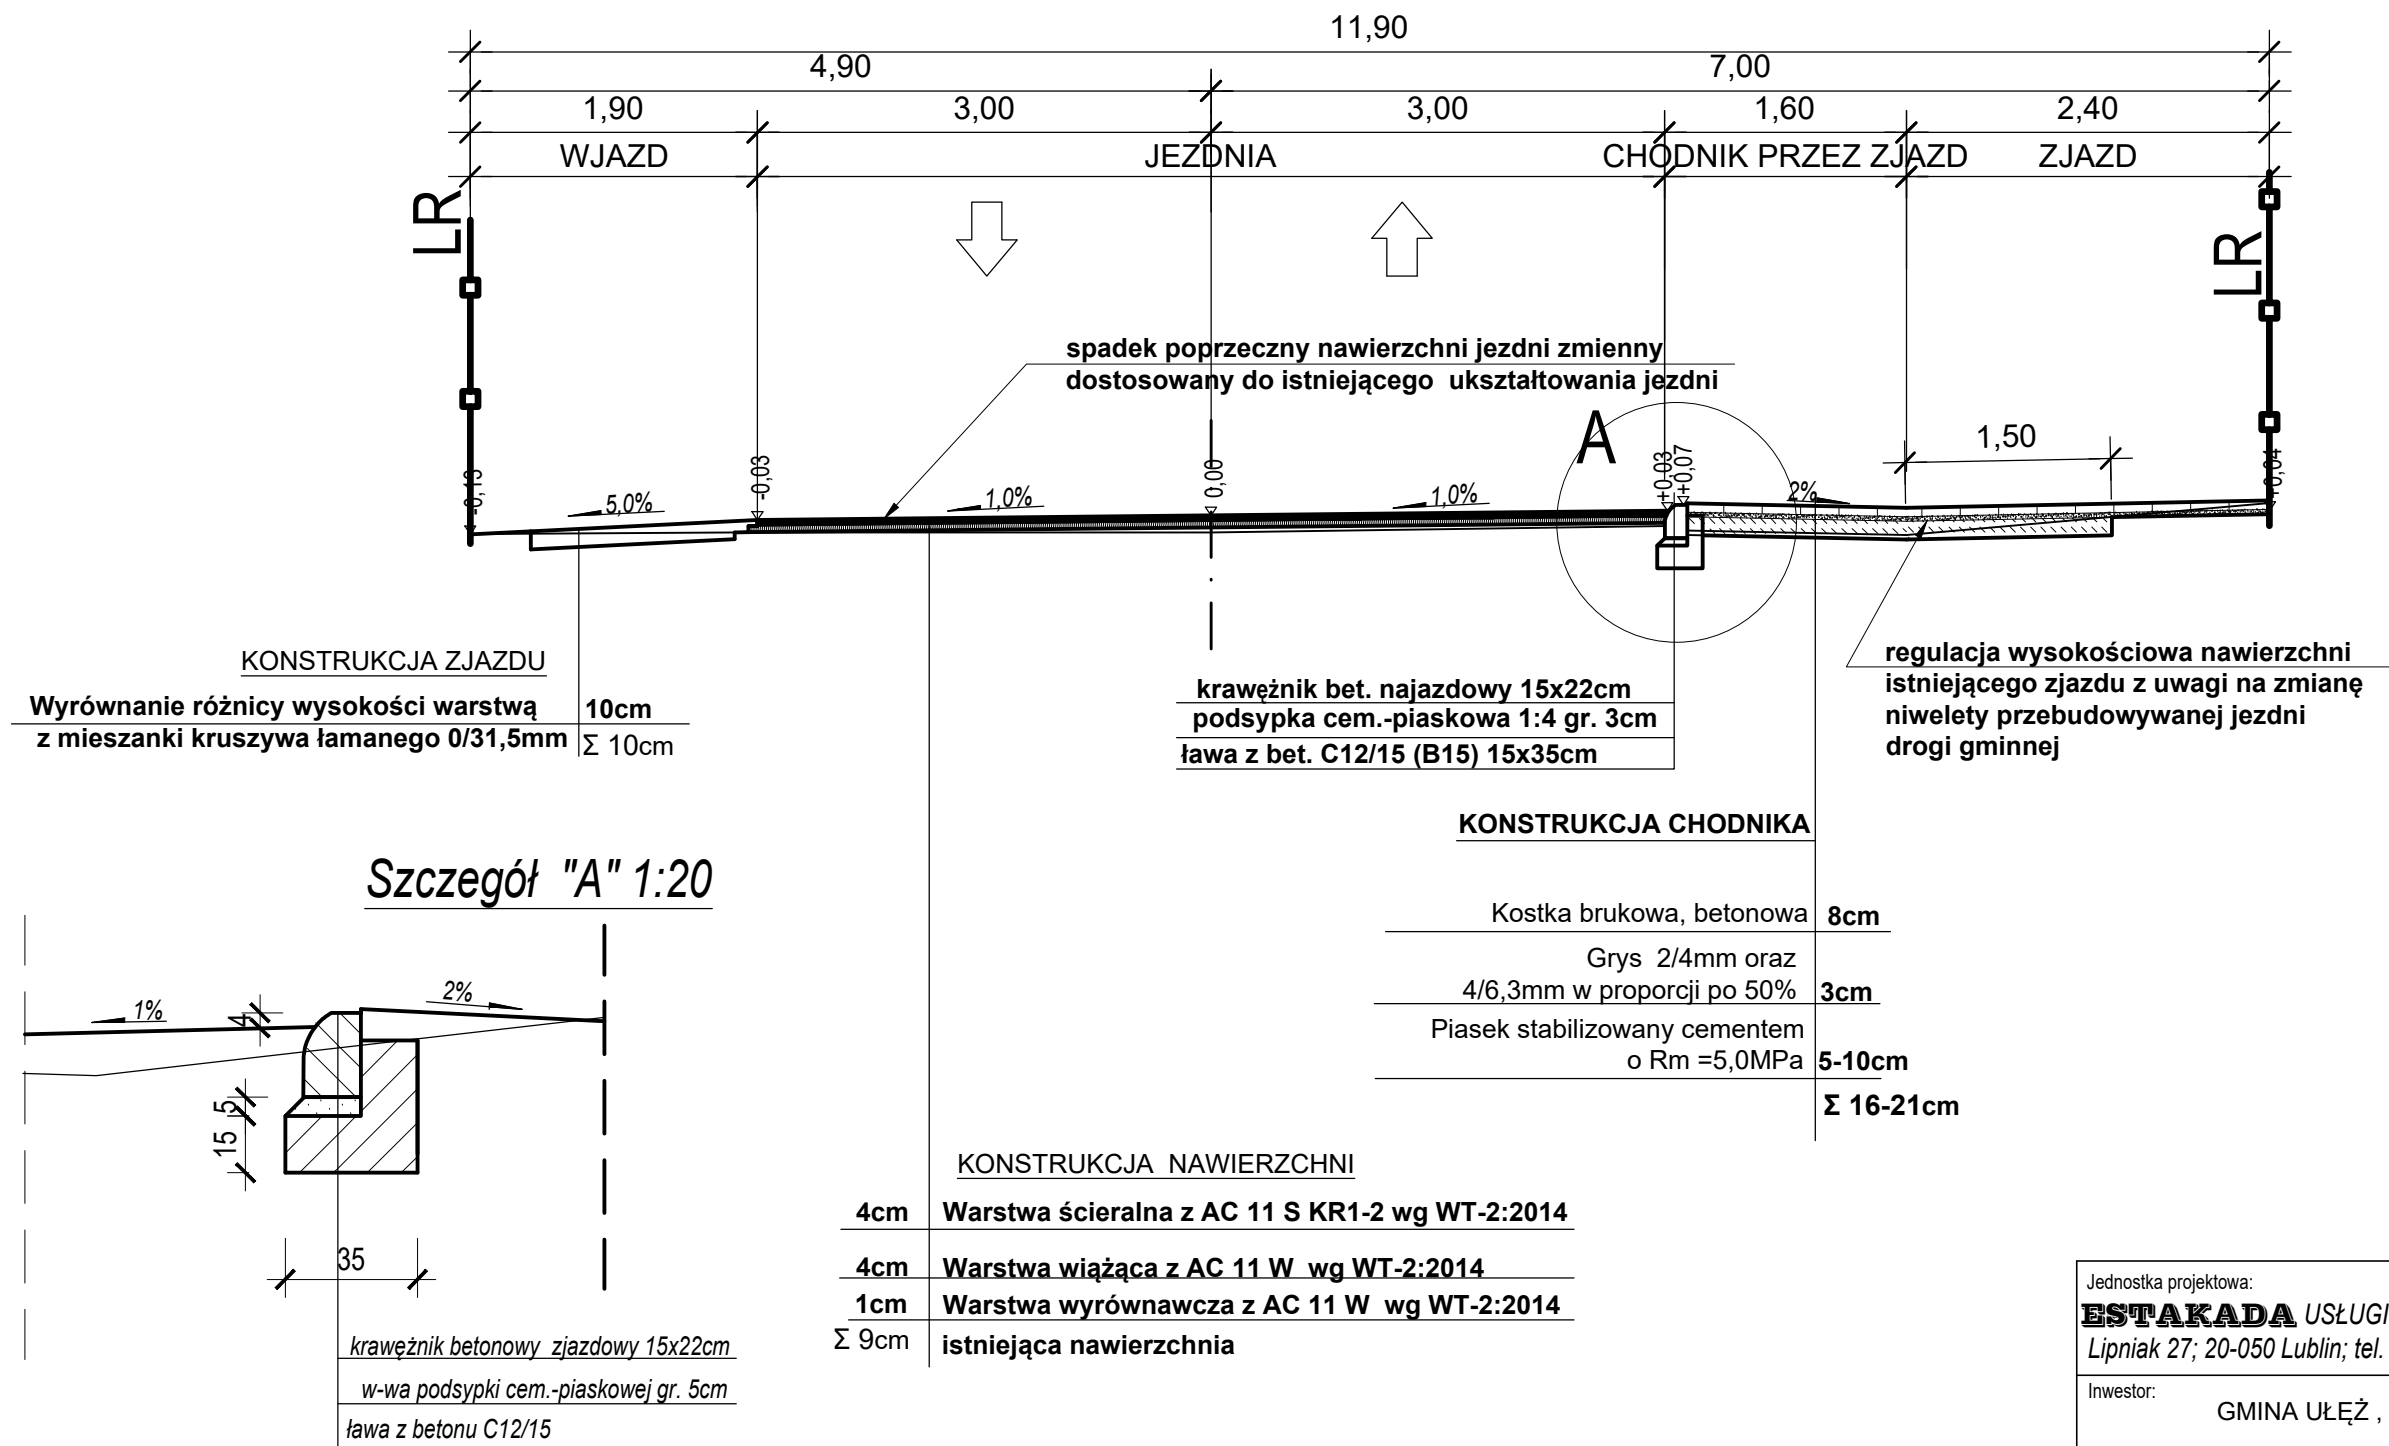 11,90
4,90
7,00
1,90
3,00
3,00
1,60
2,40
WJAZD
JEZDNIA
CHODNIK PRZEZ ZJAZD
ZJAZD
LR
LR
spadek poprzeczny nawierzchni jezdni zmienny
dostosowany do istniejącego ukształtowania jezdni
A
1,50
-0,13
5,0%
-0,03
1,0%
0,00
1,0%
+0,03
+0,07
2%
+0,04
KONSTRUKCJA ZJAZDU
Wyrównanie różnicy wysokości warstwą
z mieszanki kruszywa łamanego 0/31,5mm
10cm
Σ 10cm
krawężnik bet. najazdowy 15x22cm
podsypka cem.-piaskowa 1:4 gr. 3cm
ława z bet. C12/15 (B15) 15x35cm
regulacja wysokościowa nawierzchni
istniejącego zjazdu z uwagi na zmianę
niwelety przebudowywanej jezdni
drogi gminnej
KONSTRUKCJA CHODNIKA
Kostka brukowa, betonowa 8cm
Grys 2/4mm oraz
4/6,3mm w proporcji po 50% 3cm
Piasek stabilizowany cementem
o Rm =5,0MPa 5-10cm
Σ 16-21cm
Szczegół "A" 1:20
1%
4
2%
5
15
35
krawężnik betonowy zjazdowy 15x22cm
w-wa podsypki cem.-piaskowej gr. 5cm
ława z betonu C12/15
KONSTRUKCJA NAWIERZCHNI
4cm Warstwa ścieralna z AC 11 S KR1-2 wg WT-2:2014
4cm Warstwa wiążąca z AC 11 W wg WT-2:2014
1cm Warstwa wyrównawcza z AC 11 W wg WT-2:2014
Σ 9cm istniejąca nawierzchnia
Jednostka projektowa:
ESTAKADA USŁUGI
Lipniak 27; 20-050 Lublin; tel.
Inwestor:
GMINA UŁĘŻ ,